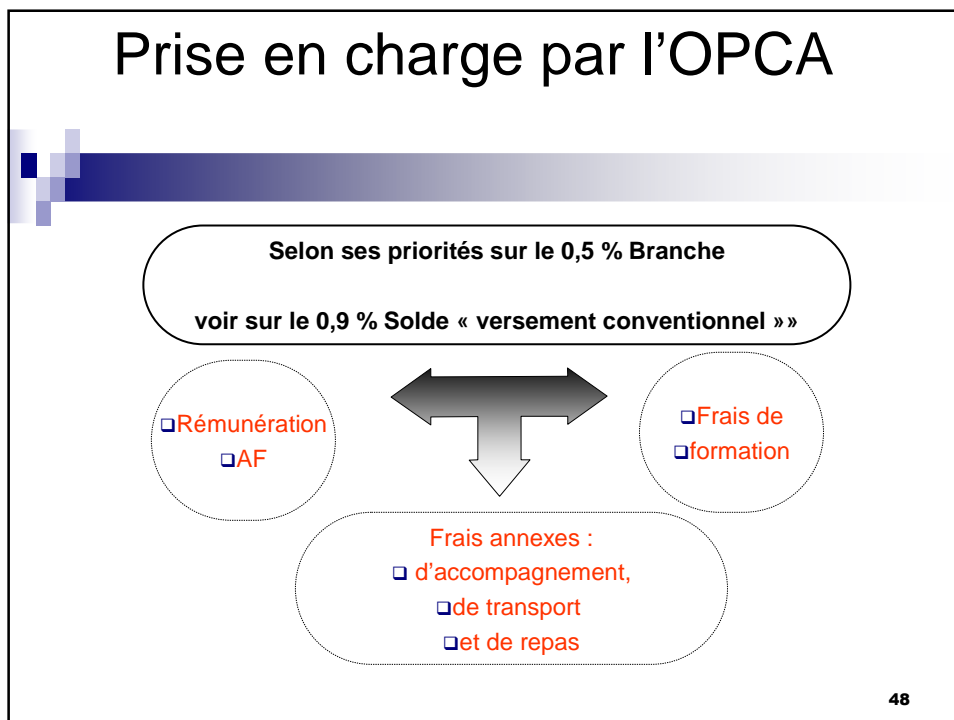 Prise en charge par l’OPCA
Selon ses priorités sur le 0,5 % Branche
voir sur le 0,9 % Solde « versement conventionnel »»
❑Rémunération
❑AF
❑Frais de
❑formation
Frais annexes :
❑ d’accompagnement,
❑de transport
❑et de repas
48